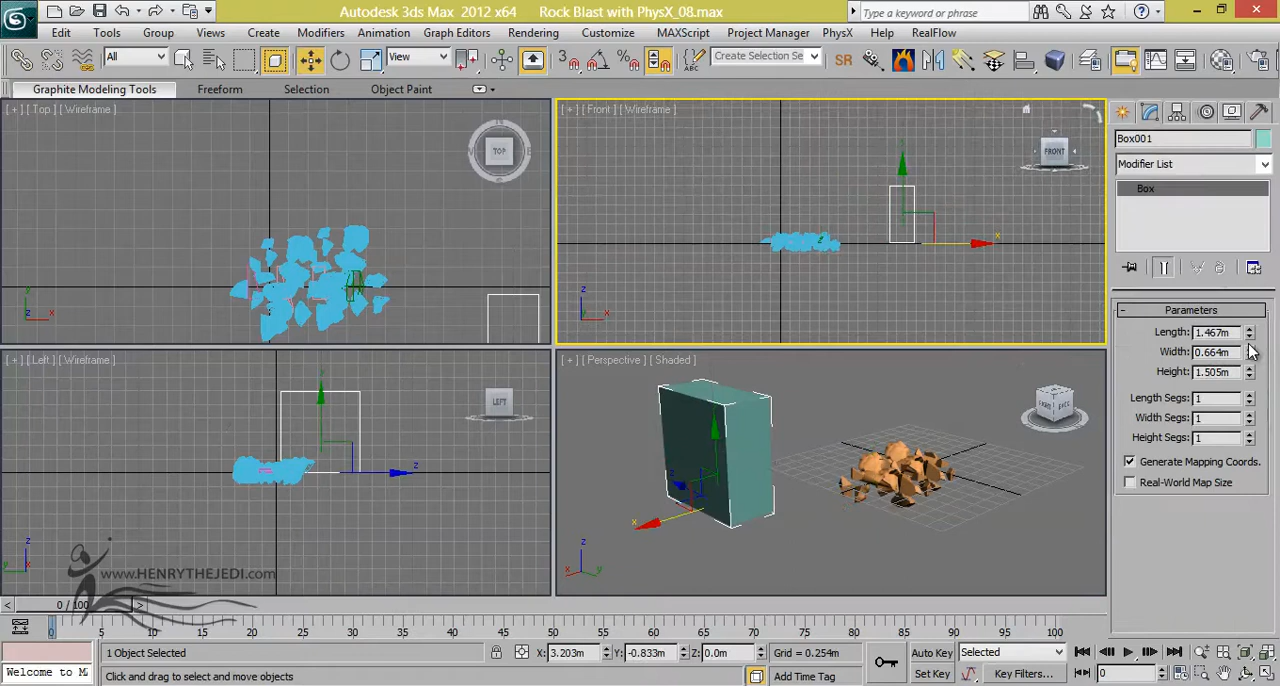 Autodesk 3ds Max 2012 x64 Rock Blast with PhysX_08.max
Type a keyword or phrase
Edit Tools Group Views Create Modifiers Animation Graph Editors Rendering Customize MAXScript Project Manager PhysX Help RealFlow
All View 3 Create Selection Se SR
Graphite Modeling Tools Freeform Selection Object Paint
[ + ] [ Top ] [ Wireframe ]
TOP
y
z x
[ + ] [ Front ] [ Wireframe ]
FRONT
x
z
x
[ + ] [ Left ] [ Wireframe ]
LEFT
z
z
y
[ + ] [ Perspective ] [ Shaded ]
z
x
z
x y
Box001
Modifier List
Box
- Parameters
Length: 1.467m
Width: 0.664m
Height: 1.505m
Length Segs: 1
Width Segs: 1
Height Segs: 1
Generate Mapping Coords.
Real-World Map Size
www.HENRYTHEJEDI.com
< 0 / 100 >
0 5 10 15 20 25 30 35 40 45 50 55 60 65 70 75 80 85 90 95 100
1 Object Selected X: 3.203m Y: -0.833m Z: 0.0m Grid = 0.254m Auto Key Selected
Welcome to M Click and drag to select and move objects Add Time Tag Set Key Key Filters... 0